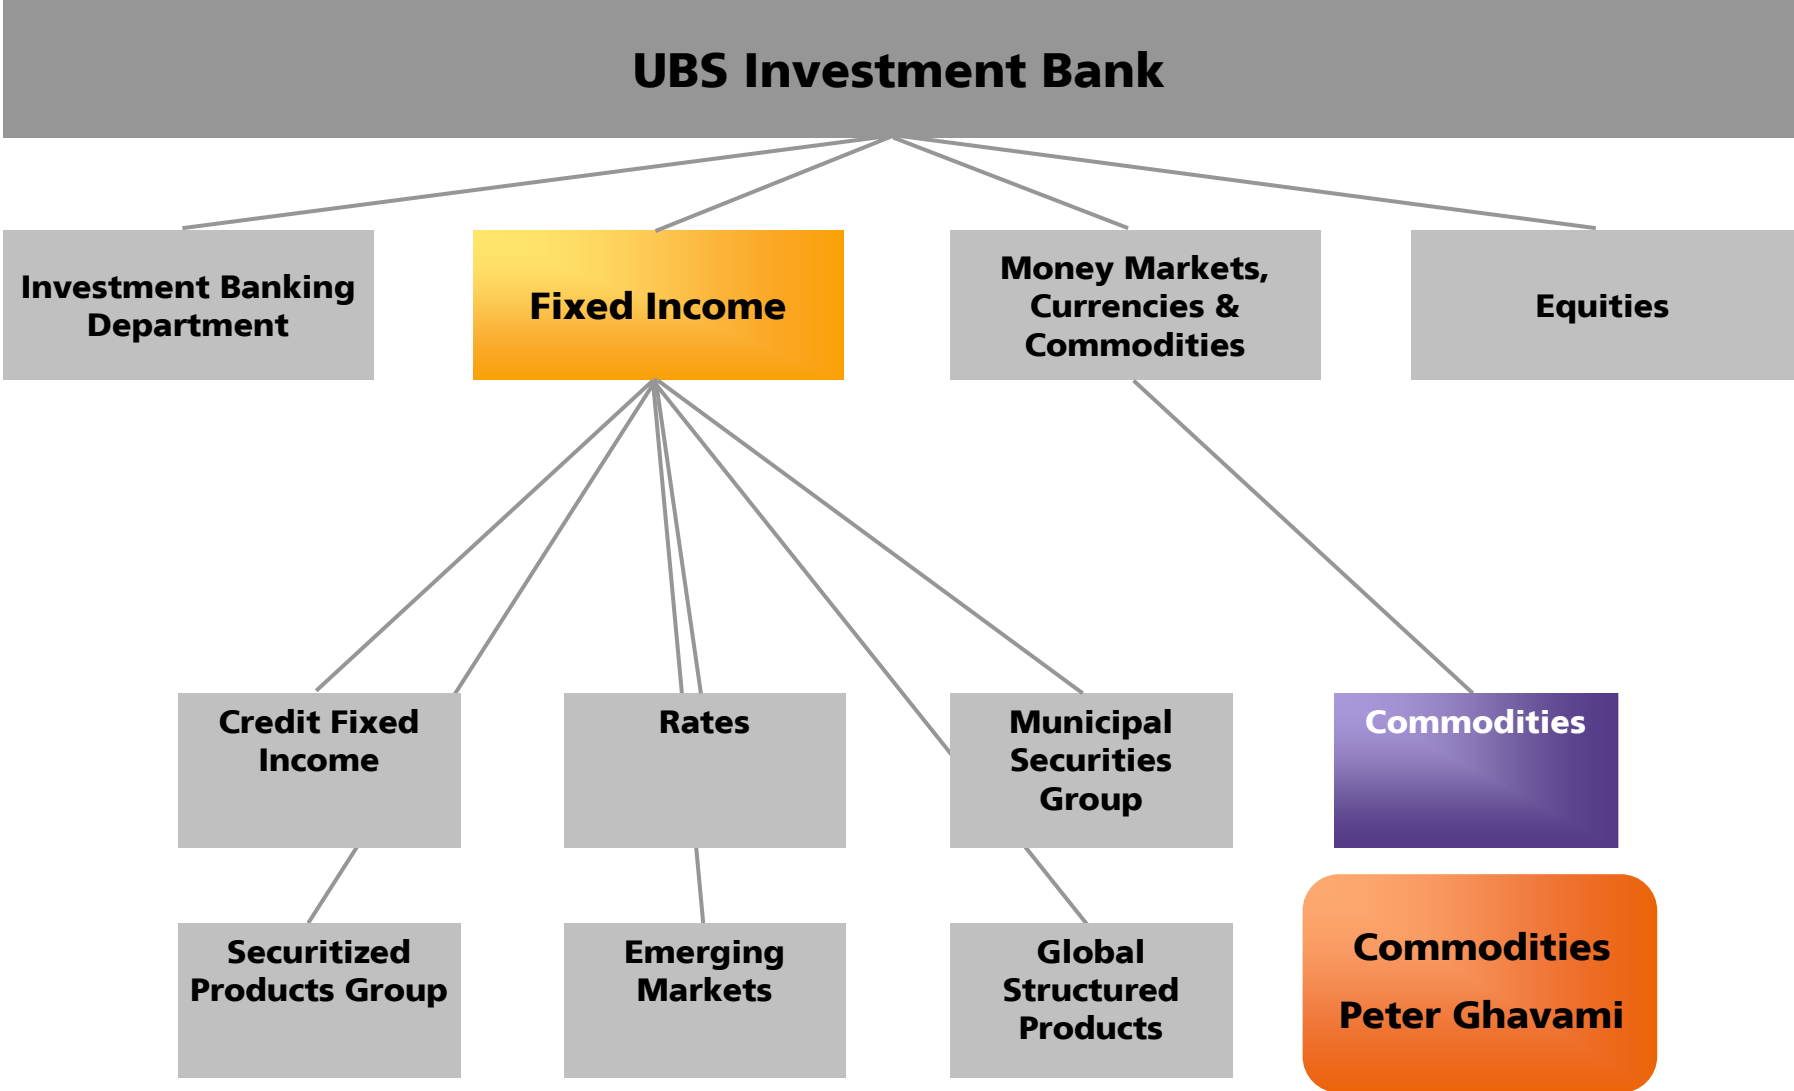 UBS Investment Bank
Investment Banking
Department
Fixed Income
Money Markets,
Currencies &
Commodities
Equities
Credit Fixed
Income
Rates
Municipal
Securities
Group
Commodities
Securitized
Products Group
Emerging
Markets
Global
Structured
Products
Commodities
Peter Ghavami